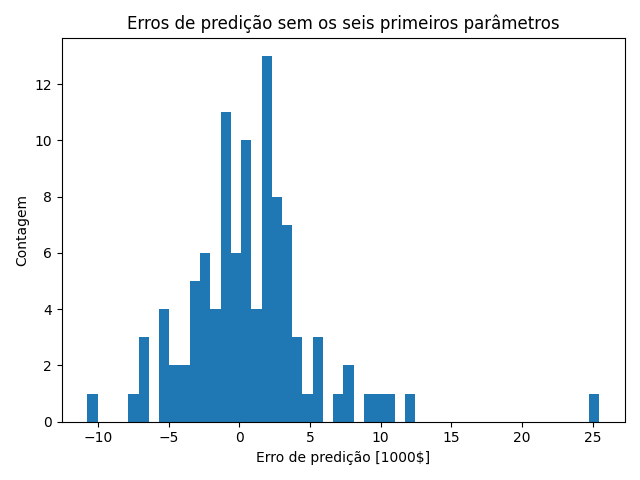 Erros de predição sem os seis primeiros parâmetros
12
10
8
6
4
2
0
Contagem
−10 −5 0 5 10 15 20 25
Erro de predição [1000$]